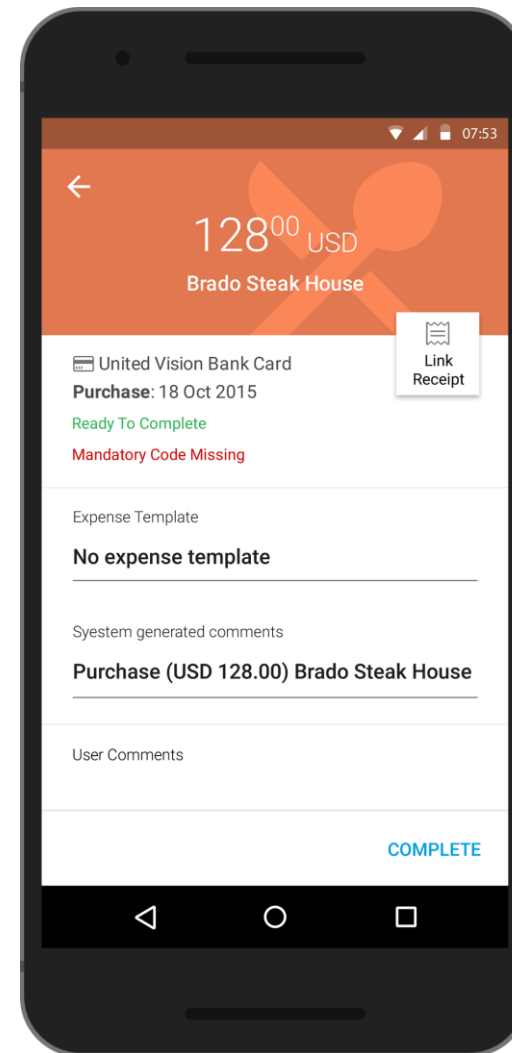 07:53
128⁰⁰ USD
Brado Steak House
Link
Receipt
United Vision Bank Card
Purchase: 18 Oct 2015
Ready To Complete
Mandatory Code Missing
Expense Template
No expense template
Syestem generated comments
Purchase (USD 128.00) Brado Steak House
User Comments
COMPLETE